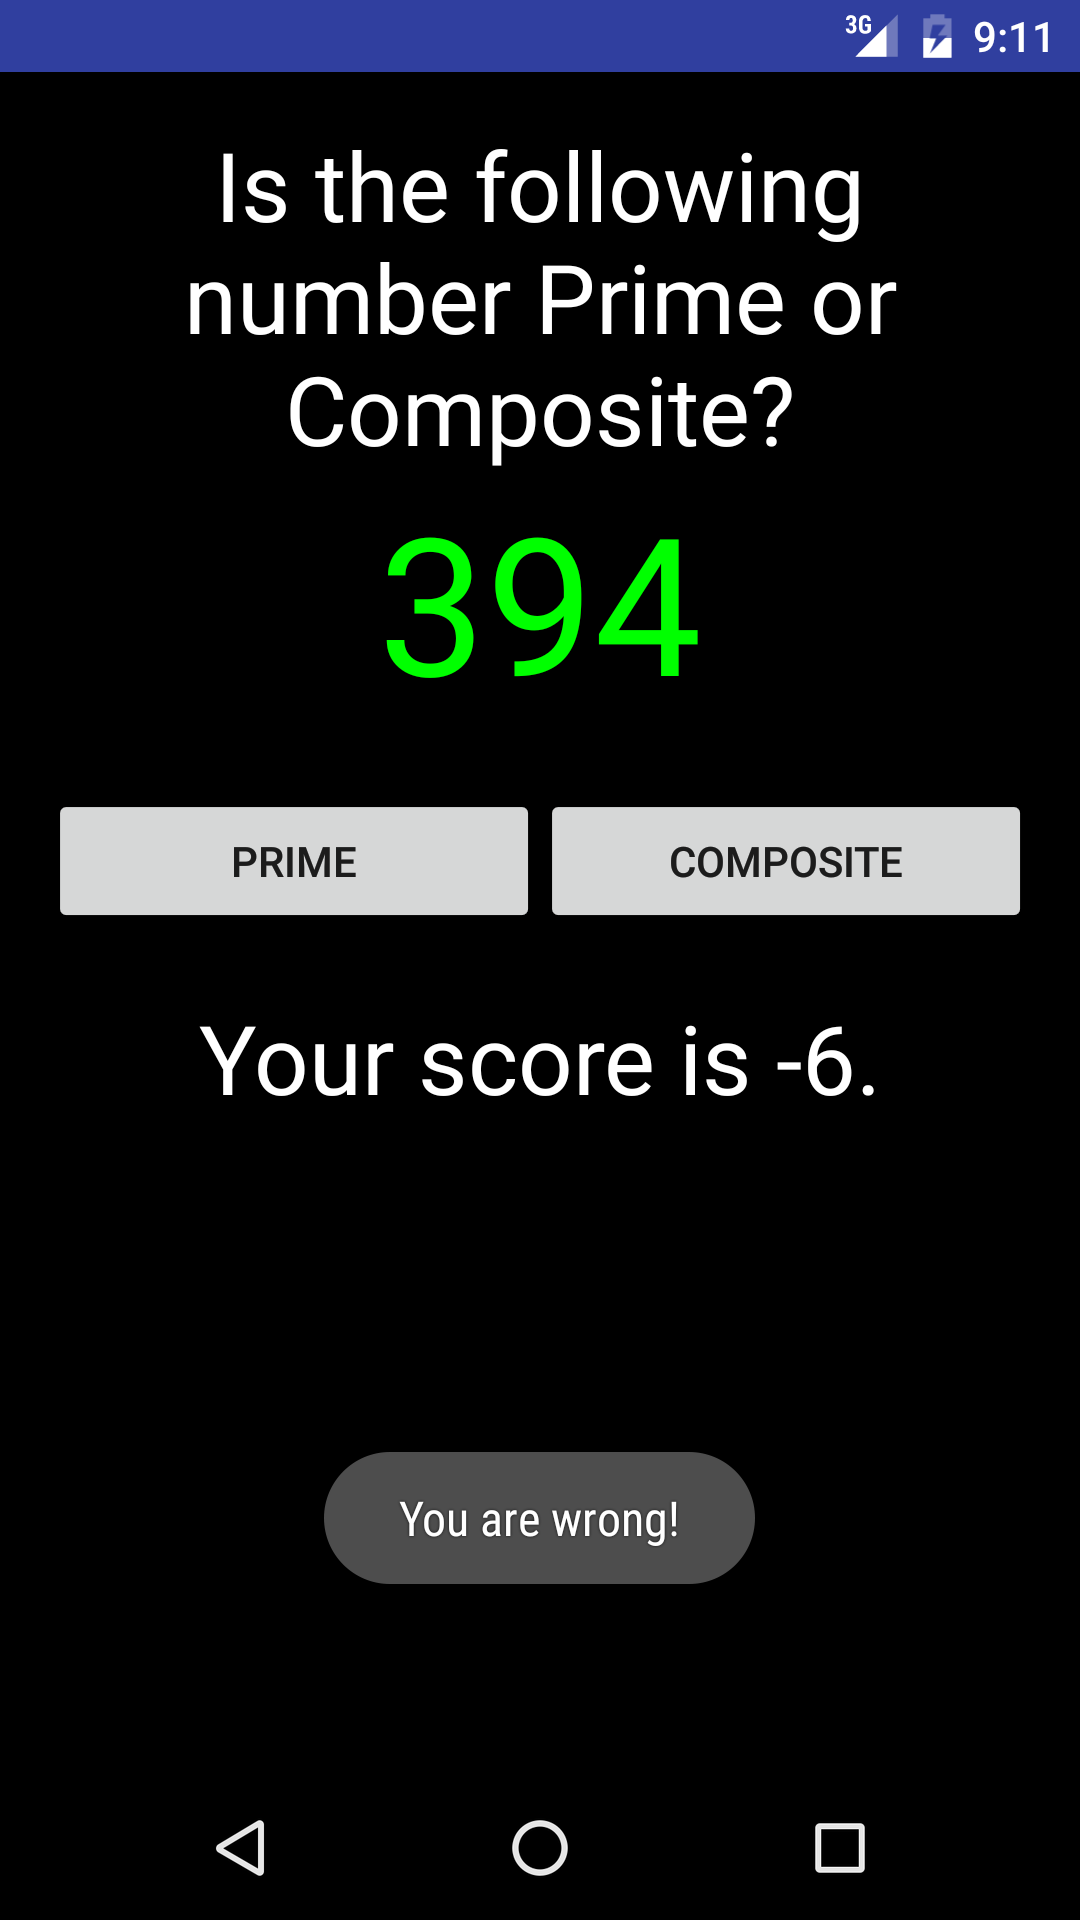 3G 9:11
Is the following
number Prime or
Composite?
394
PRIME COMPOSITE
Your score is -6.
You are wrong!